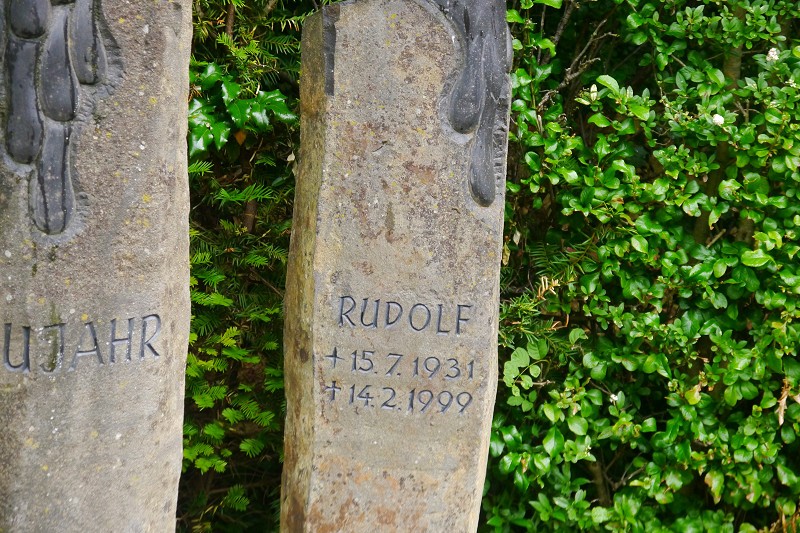 UJAHR
RUDOLF
+ 15.7.1931
+ 14.2.1999